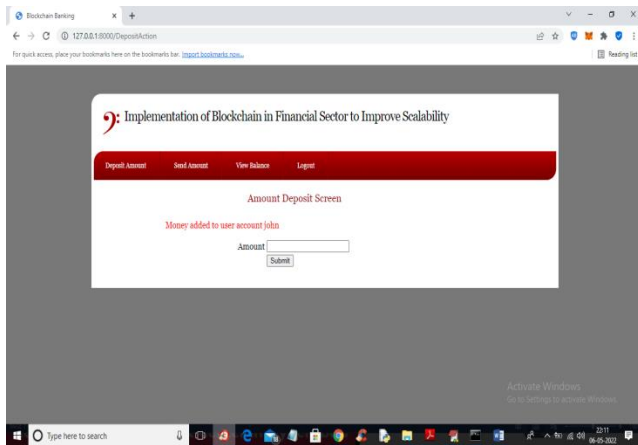 Blockchain Banking
127.0.0.1:8000/DepositAction
For quick access, place your bookmarks here on the bookmarks bar. Import bookmarks now...
Reading list
Implementation of Blockchain in Financial Sector to Improve Scalability
Deposit Amount Send Amount View Balance Logout
Amount Deposit Screen
Money added to user account john
Amount
Submit
Activate Windows
Go to Settings to activate Windows.
Type here to search
22:11
06-05-2022